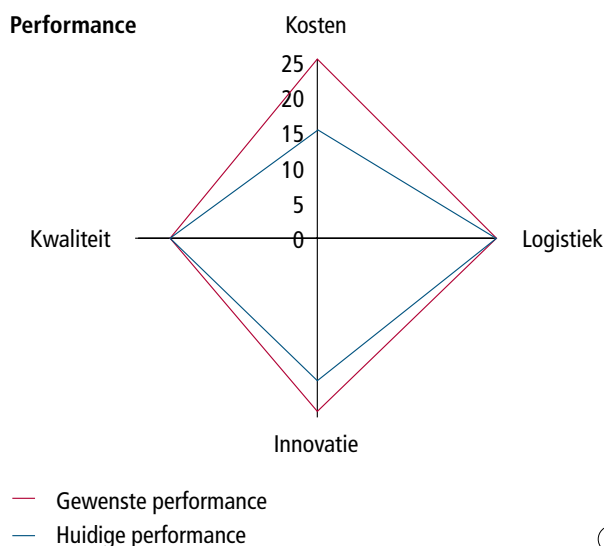 Performance
Kosten
25
20
15
10
5
0
Kwaliteit
Logistiek
Innovatie
Gewenste performance
Huidige performance